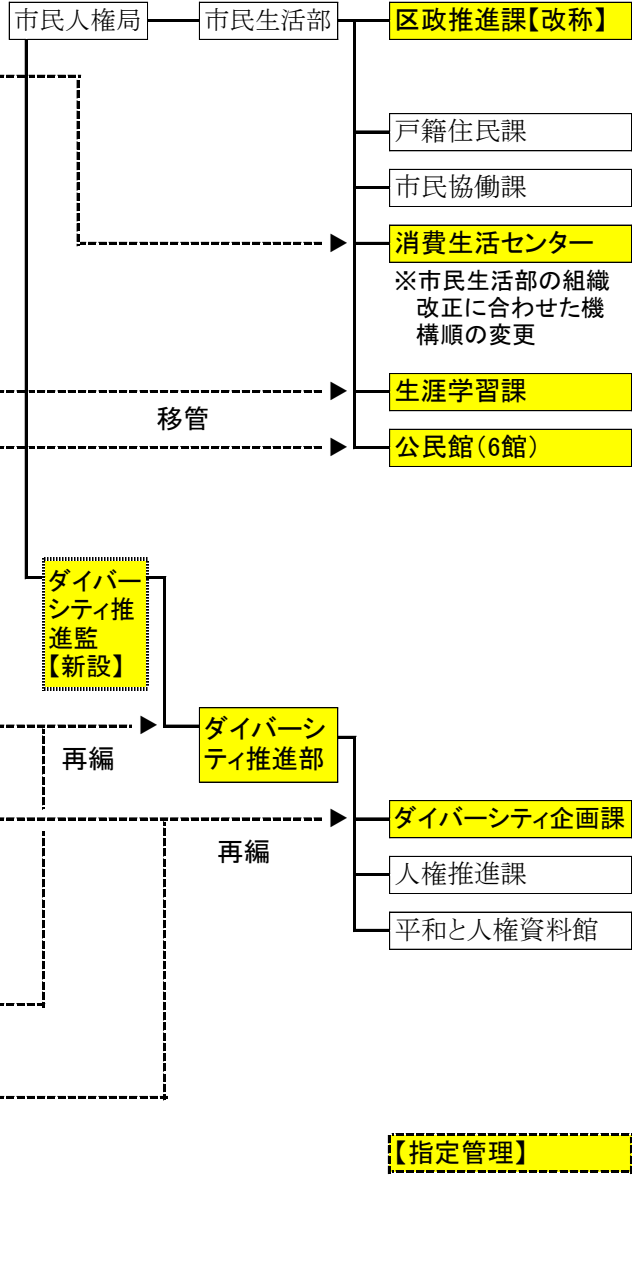 市民人権局
市民生活部
区政推進課【改称】
戸籍住民課
市民協働課
消費生活センター
※市民生活部の組織
改正に合わせた機
構順の変更
生涯学習課
移管
公民館(6館)
ダイバー
シティ推
進監
【新設】
ダイバーシ
ティ推進部
再編
ダイバーシティ企画課
再編
人権推進課
平和と人権資料館
【指定管理】